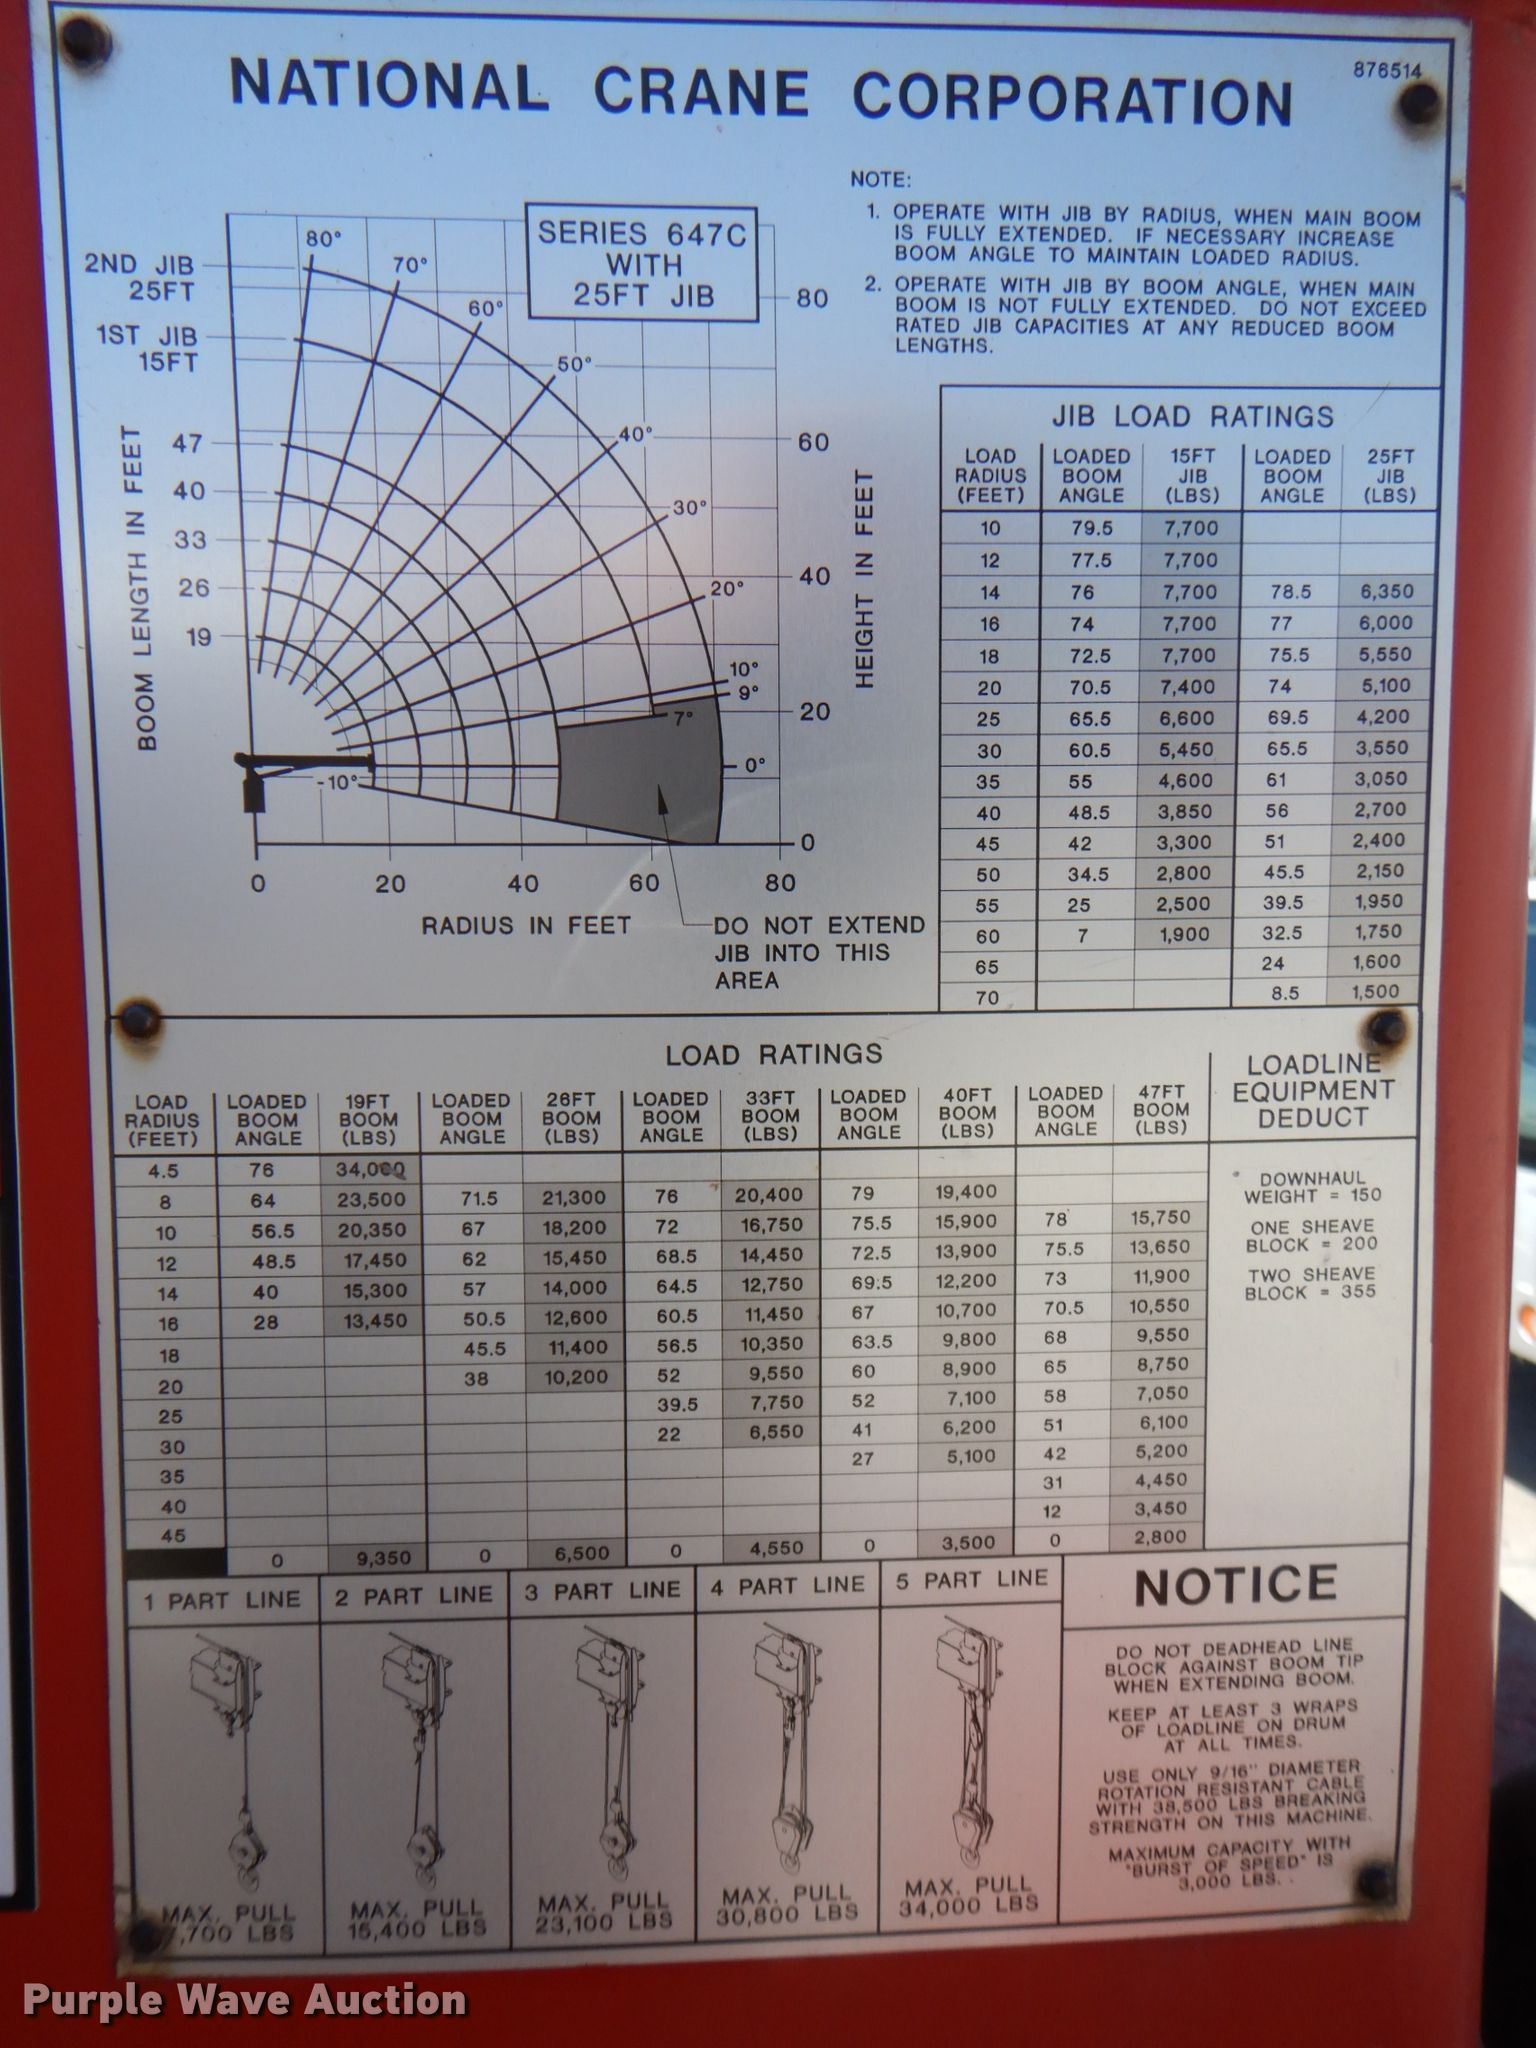 NATIONAL CRANE CORPORATION
876514
SERIES 647C
WITH
25FT JIB
2ND JIB
25FT
1ST JIB
15FT
47
40
33
26
19
BOOM LENGTH IN FEET
80°
70°
60°
50°
40°
30°
20°
10°
9°
7°
0°
-10°
80
60
40
20
0
HEIGHT IN FEET
0 20 40 60 80
RADIUS IN FEET
DO NOT EXTEND
JIB INTO THIS
AREA
NOTE:
1. OPERATE WITH JIB BY RADIUS, WHEN MAIN BOOM
IS FULLY EXTENDED. IF NECESSARY INCREASE
BOOM ANGLE TO MAINTAIN LOADED RADIUS.
2. OPERATE WITH JIB BY BOOM ANGLE, WHEN MAIN
BOOM IS NOT FULLY EXTENDED. DO NOT EXCEED
RATED JIB CAPACITIES AT ANY REDUCED BOOM
LENGTHS.
JIB LOAD RATINGS
LOAD LOADED 15FT LOADED 25FT
RADIUS BOOM JIB BOOM JIB
(FEET) ANGLE (LBS) ANGLE (LBS)
10 79.5 7,700
12 77.5 7,700
14 76 7,700 78.5 6,350
16 74 7,700 77 6,000
18 72.5 7,700 75.5 5,550
20 70.5 7,400 74 5,100
25 65.5 6,600 69.5 4,200
30 60.5 5,450 65.5 3,550
35 55 4,600 61 3,050
40 48.5 3,850 56 2,700
45 42 3,300 51 2,400
50 34.5 2,800 45.5 2,150
55 25 2,500 39.5 1,950
60 7 1,900 32.5 1,750
65 24 1,600
70 8.5 1,500
LOAD RATINGS
LOAD LOADED 19FT LOADED 26FT LOADED 33FT LOADED 40FT LOADED 47FT
RADIUS BOOM BOOM BOOM BOOM BOOM BOOM BOOM BOOM BOOM BOOM
(FEET) ANGLE (LBS) ANGLE (LBS) ANGLE (LBS) ANGLE (LBS) ANGLE (LBS)
4.5 76 34,000
8 64 23,500 71.5 21,300 76 20,400 79 19,400
10 56.5 20,350 67 18,200 72 16,750 75.5 15,900 78 15,750
12 48.5 17,450 62 15,450 68.5 14,450 72.5 13,900 75.5 13,650
14 40 15,300 57 14,000 64.5 12,750 69.5 12,200 73 11,900
16 28 13,450 50.5 12,600 60.5 11,450 67 10,700 70.5 10,550
18 45.5 11,400 56.5 10,350 63.5 9,800 68 9,550
20 38 10,200 52 9,550 60 8,900 65 8,750
25 39.5 7,750 52 7,100 58 7,050
30 22 6,550 41 6,200 51 6,100
35 27 5,100 42 5,200
40 31 4,450
45 12 3,450
0 9,350 0 6,500 0 4,550 0 3,500 0 2,800
LOADLINE
EQUIPMENT
DEDUCT
DOWNHAUL
WEIGHT = 150
ONE SHEAVE
BLOCK = 200
TWO SHEAVE
BLOCK = 355
1 PART LINE
MAX. PULL
7,700 LBS
2 PART LINE
MAX. PULL
15,400 LBS
3 PART LINE
MAX. PULL
23,100 LBS
4 PART LINE
MAX. PULL
30,800 LBS
5 PART LINE
MAX. PULL
34,000 LBS
NOTICE
DO NOT DEADHEAD LINE
BLOCK AGAINST BOOM TIP
WHEN EXTENDING BOOM.
KEEP AT LEAST 3 WRAPS
OF LOADLINE ON DRUM
AT ALL TIMES.
USE ONLY 9/16" DIAMETER
ROTATION RESISTANT CABLE
WITH 38,500 LBS BREAKING
STRENGTH ON THIS MACHINE.
MAXIMUM CAPACITY WITH
"BURST OF SPEED" IS
3,000 LBS.
Purple Wave Auction